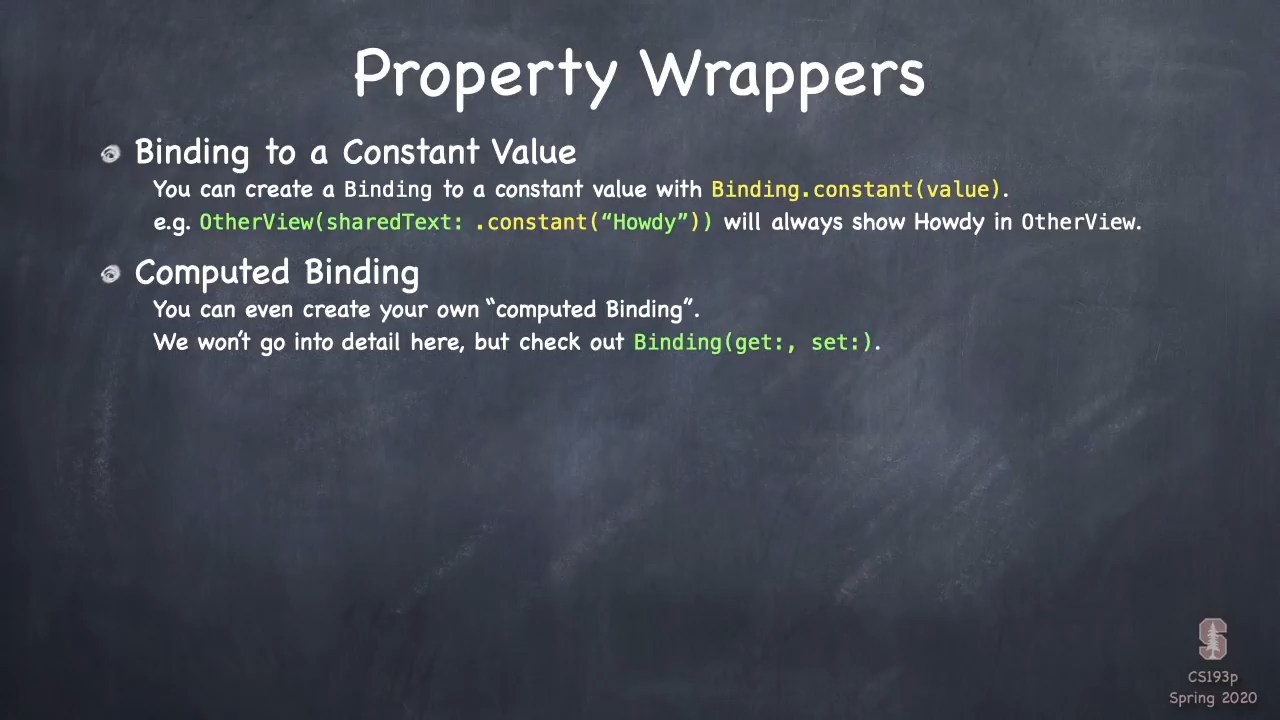 Property Wrappers
Binding to a Constant Value
You can create a Binding to a constant value with Binding.constant(value).
e.g. OtherView(sharedText: .constant(“Howdy”)) will always show Howdy in OtherView.
Computed Binding
You can even create your own “computed Binding”.
We won’t go into detail here, but check out Binding(get:, set:).
S
CS193p
Spring 2020